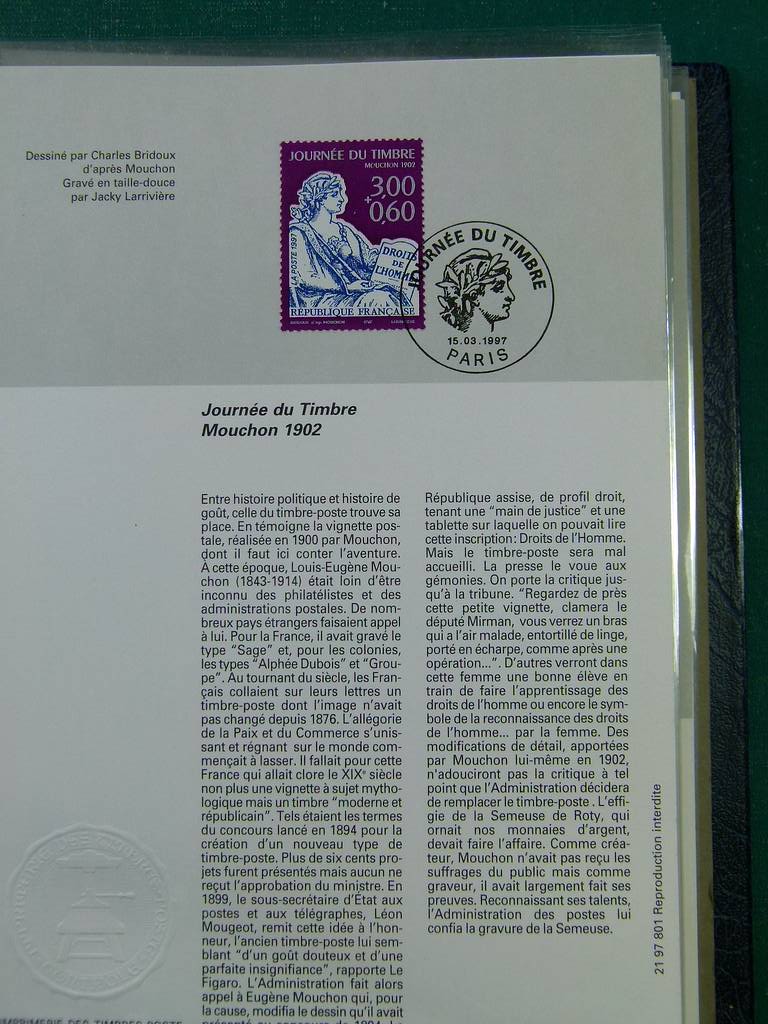 Dessiné par Charles Bridoux
d'après Mouchon
Gravé en taille-douce
par Jacky Larrivière
JOURNÉE DU TIMBRE
MOUCHON 1902
3,00
+0,60
LA POSTE 1997
DROITS
DE
L'HOMME
RÉPUBLIQUE FRANÇAISE
JOURNÉE DU TIMBRE
15.03.1997
PARIS
Journée du Timbre
Mouchon 1902
Entre histoire politique et histoire de
goût, celle du timbre-poste trouve sa
place. En témoigne la vignette pos-
tale, réalisée en 1900 par Mouchon,
dont il faut ici conter l'aventure.
À cette époque, Louis-Eugène Mou-
chon (1843-1914) était loin d'être
inconnu des philatélistes et des
administrations postales. De nom-
breux pays étrangers faisaient appel
à lui. Pour la France, il avait gravé le
type "Sage" et, pour les colonies,
les types "Alphée Dubois" et "Grou-
pe". Au tournant du siècle, les Fran-
çais collaient sur leurs lettres un
timbre-poste dont l'image n'avait
pas changé depuis 1876. L'allégorie
de la Paix et du Commerce s'unis-
sant et régnant sur le monde com-
mençait à lasser. Il fallait pour cette
France qui allait clore le XIXe siècle
non plus une vignette à sujet mytho-
logique mais un timbre "moderne et
républicain". Tels étaient les termes
du concours lancé en 1894 pour la
création d'un nouveau type de
timbre-poste. Plus de six cents pro-
jets furent présentés mais aucun ne
reçut l'approbation du ministre. En
1899, le sous-secrétaire d'État aux
postes et aux télégraphes, Léon
Mougeot, remit cette idée à l'hon-
neur, l'ancien timbre-poste lui sem-
blant "d'un goût douteux et d'une
parfaite insignifiance", rapporte Le
Figaro. L'Administration fait alors
appel à Eugène Mouchon qui, pour
la cause, modifia le dessin qu'il avait
présenté au concours de 1894. La
République assise, de profil droit,
tenant une "main de justice" et une
tablette sur laquelle on pouvait lire
cette inscription: Droits de l'Homme.
Mais le timbre-poste sera mal
accueilli. La presse le voue aux
gémonies. On porte la critique jus-
qu'à la tribune. "Regardez de près
cette petite vignette, clamera le
député Mirman, vous verrez un bras
qui a l'air malade, entortillé de linge,
porté en écharpe, comme après une
opération...". D'autres verront dans
cette femme une bonne élève en
train de faire l'apprentissage des
droits de l'homme ou encore le sym-
bole de la reconnaissance des droits
de l'homme... par la femme. Des
modifications de détail, apportées
par Mouchon lui-même en 1902,
n'adouciront pas la critique à tel
point que l'Administration décidera
de remplacer le timbre-poste . L'effi-
gie de la Semeuse de Roty, qui
ornait nos monnaies d'argent,
devait faire l'affaire. Comme créa-
teur, Mouchon n'avait pas reçu les
suffrages du public mais comme
graveur, il avait largement fait ses
preuves. Reconnaissant ses talents,
l'Administration des postes lui
confia la gravure de la Semeuse.
21 97 801 Reproduction interdite
IMPRIMERIE DES TIMBRES-POSTE